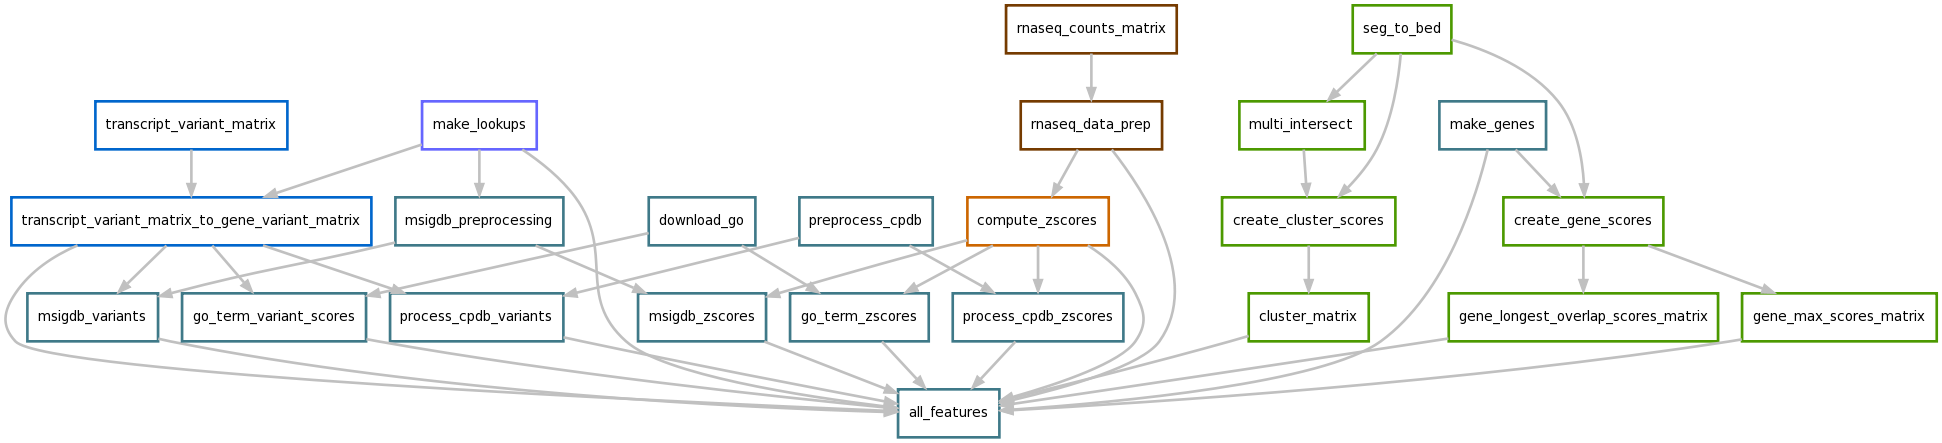 rnaseq_counts_matrix
seg_to_bed
transcript_variant_matrix
make_lookups
rnaseq_data_prep
multi_intersect
make_genes
transcript_variant_matrix_to_gene_variant_matrix
msigdb_preprocessing
download_go
preprocess_cpdb
compute_zscores
create_cluster_scores
create_gene_scores
msigdb_variants
go_term_variant_scores
process_cpdb_variants
msigdb_zscores
go_term_zscores
process_cpdb_zscores
cluster_matrix
gene_longest_overlap_scores_matrix
gene_max_scores_matrix
all_features